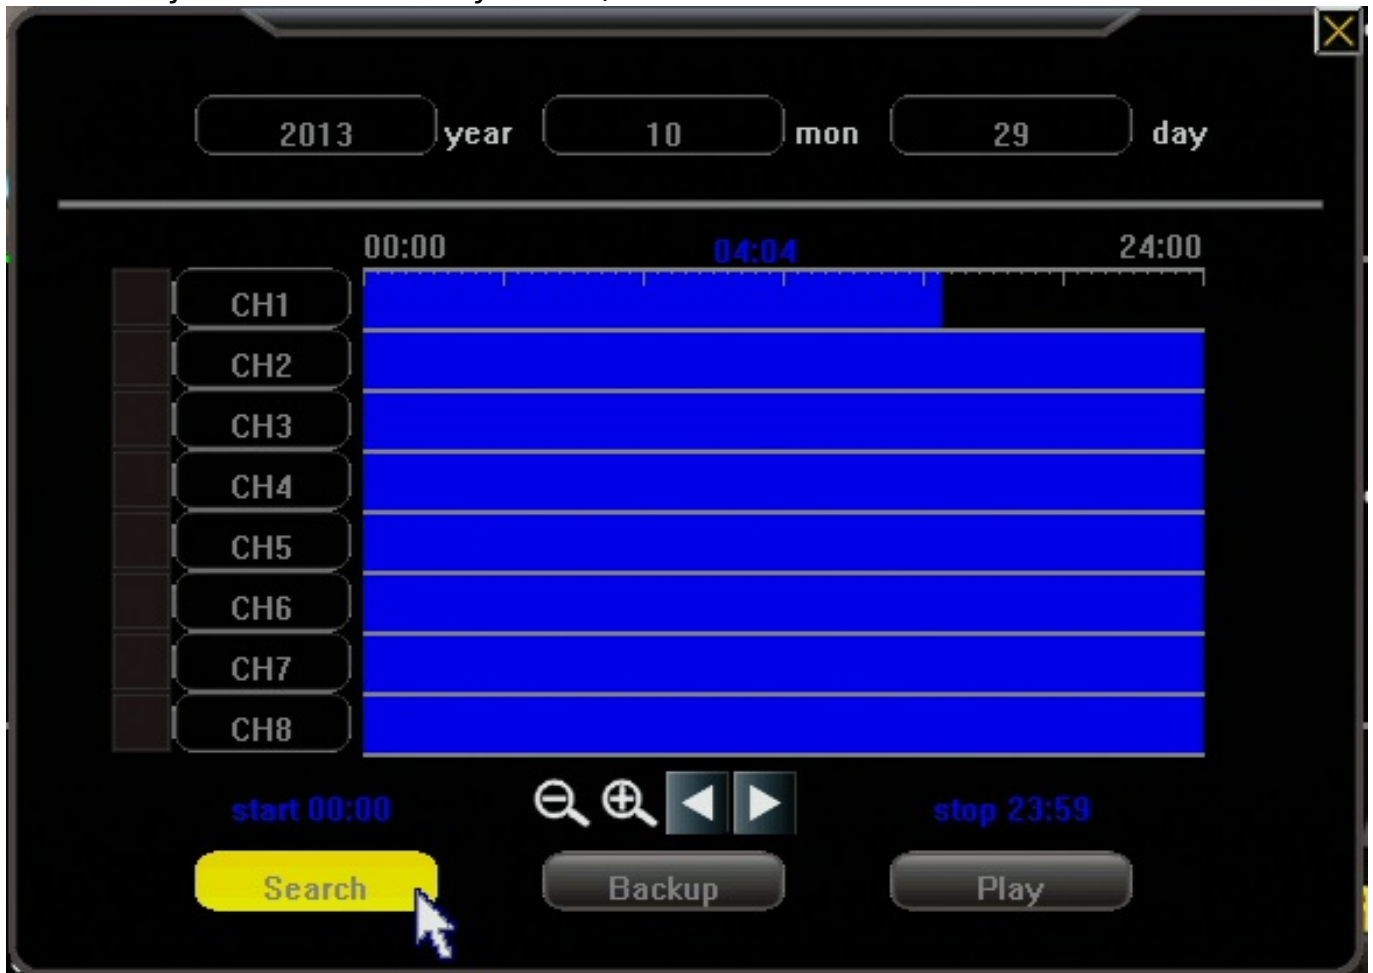 2013 year 10 mon 29 day
00:00 04:04 24:00
CH1
CH2
CH3
CH4
CH5
CH6
CH7
CH8
start 00:00 stop 23:59
Search Backup Play